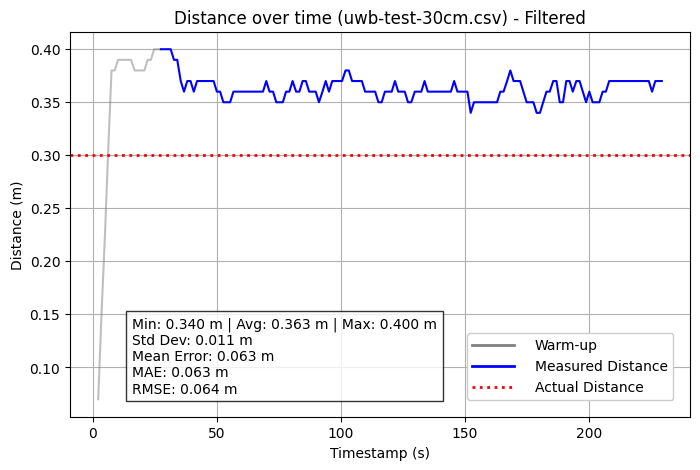 Distance over time (uwb-test-30cm.csv) - Filtered
Distance (m)
0.40
0.35
0.30
0.25
0.20
0.15
0.10
Min: 0.340 m | Avg: 0.363 m | Max: 0.400 m
Std Dev: 0.011 m
Mean Error: 0.063 m
MAE: 0.063 m
RMSE: 0.064 m
Warm-up
Measured Distance
Actual Distance
0 50 100 150 200
Timestamp (s)